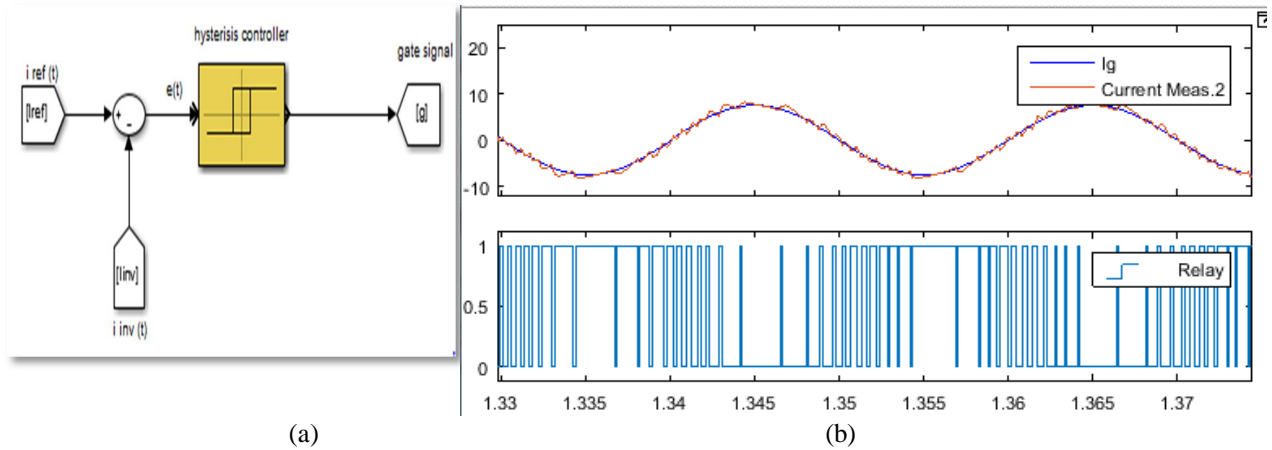 hysterisis controller
gate signal
i ref (t)
e(t)
[Iref]
+
-
[g]
[Iinv]
i inv (t)
(a)
20
10
0
-10
Ig
Current Meas.2
1
0.5
0
Relay
1.33 1.335 1.34 1.345 1.35 1.355 1.36 1.365 1.37
(b)